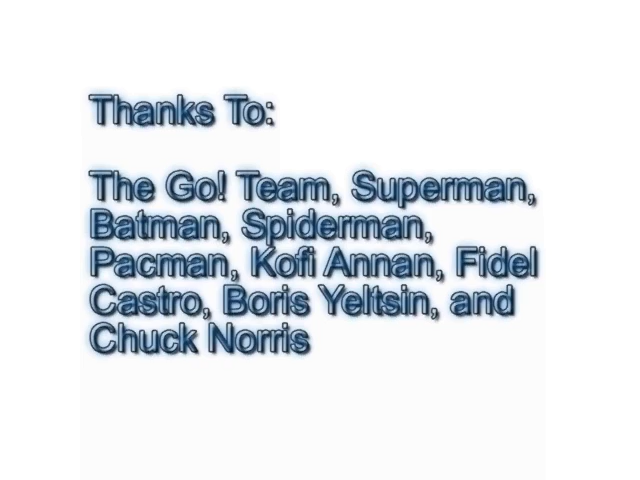 Thanks To:
The Go! Team, Superman,
Batman, Spiderman,
Pacman, Kofi Annan, Fidel
Castro, Boris Yeltsin, and
Chuck Norris